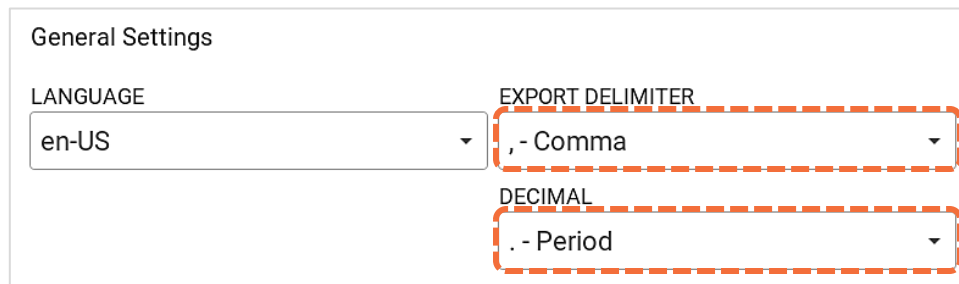 General Settings
LANGUAGE
en-US
EXPORT DELIMITER
, - Comma
DECIMAL
. - Period